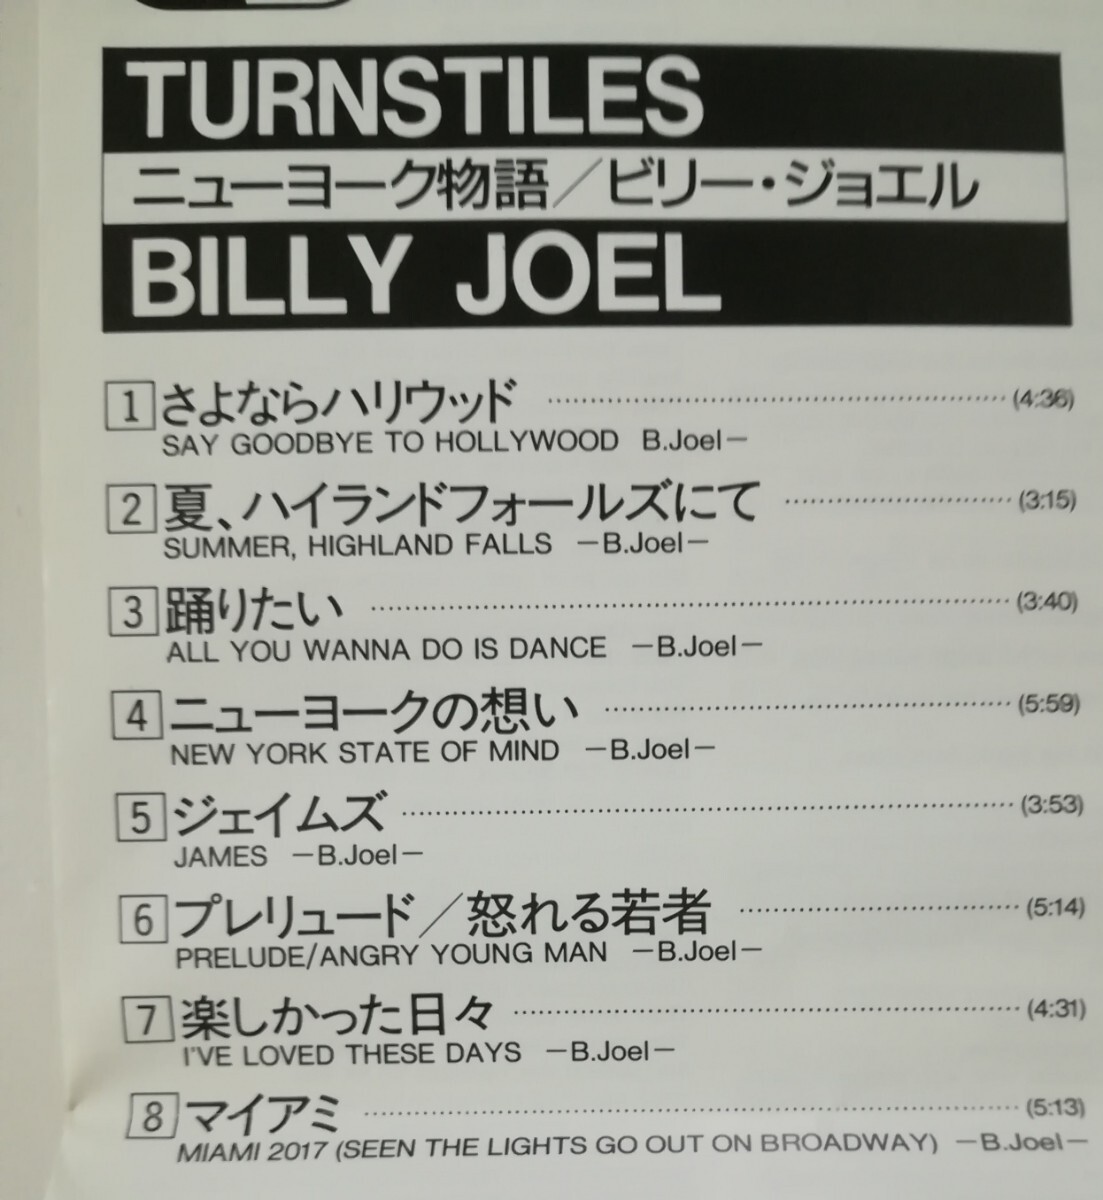 TURNSTILES
ニューヨーク物語／ビリー・ジョエル
BILLY JOEL
1 さよならハリウッド (4:36)
SAY GOODBYE TO HOLLYWOOD B.Joel—
2 夏、ハイランドフォールズにて (3:15)
SUMMER, HIGHLAND FALLS —B.Joel—
3 踊りたい (3:40)
ALL YOU WANNA DO IS DANCE —B.Joel—
4 ニューヨークの想い (5:59)
NEW YORK STATE OF MIND —B.Joel—
5 ジェイムズ (3:53)
JAMES —B.Joel—
6 プレリュード／怒れる若者 (5:14)
PRELUDE/ANGRY YOUNG MAN —B.Joel—
7 楽しかった日々 (4:31)
I'VE LOVED THESE DAYS —B.Joel—
8 マイアミ (5:13)
MIAMI 2017 (SEEN THE LIGHTS GO OUT ON BROADWAY) —B.Joel—